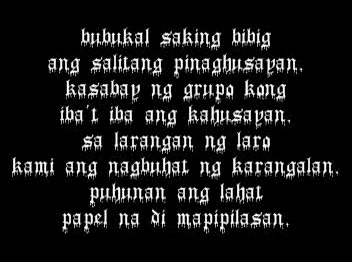 bubukal saking bibig
ang salitang pinaghusayan,
kasabay ng grupo kong
iba't iba ang kahusayan,
sa larangan ng laro
kami ang nagbuhat ng karangalan,
puhunan ang lahat
papel na di mapipilasan,